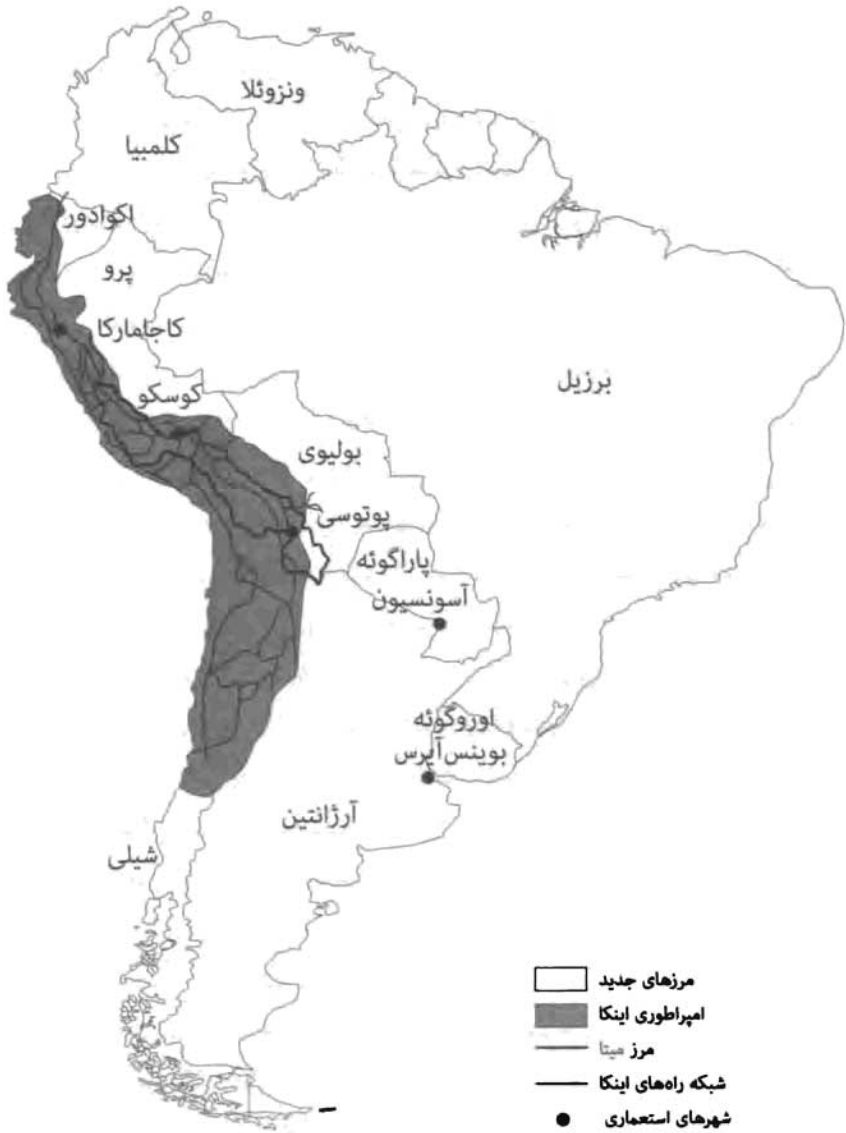 ونزوئلا
کلمبیا
اکوادور
پرو
کاجامارکا
برزیل
کوسکو
بولیوی
پوتوسی
پاراگوئه
آسونسیون
اوروگوئه
بوینس‌آیرس
آرژانتین
شیلی
مرزهای جدید
امپراطوری اینکا
مرز میتا
شبکه راه‌های اینکا
شهرهای استعماری